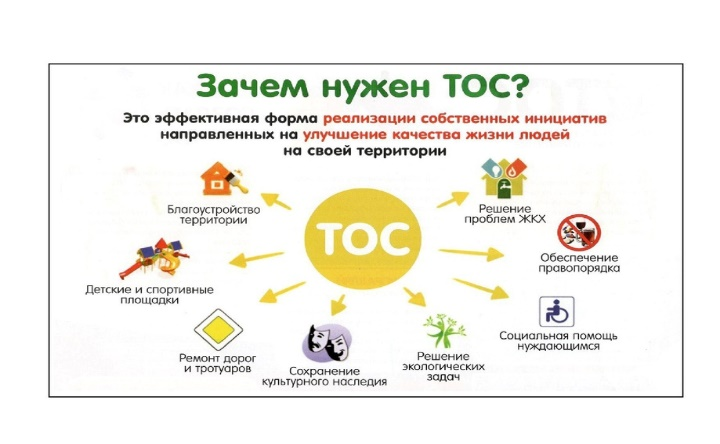 Зачем нужен ТОС?
Это эффективная форма реализации собственных инициатив
направленных на улучшение качества жизни людей
на своей территории
Благоустройство
территории
Решение
проблем ЖКХ
ТОС
Обеспечение
правопорядка
Детские и спортивные
площадки
Социальная помощь
нуждающимся
Ремонт дорог
и тротуаров
Сохранение
культурного наследия
Решение
экологических
задач